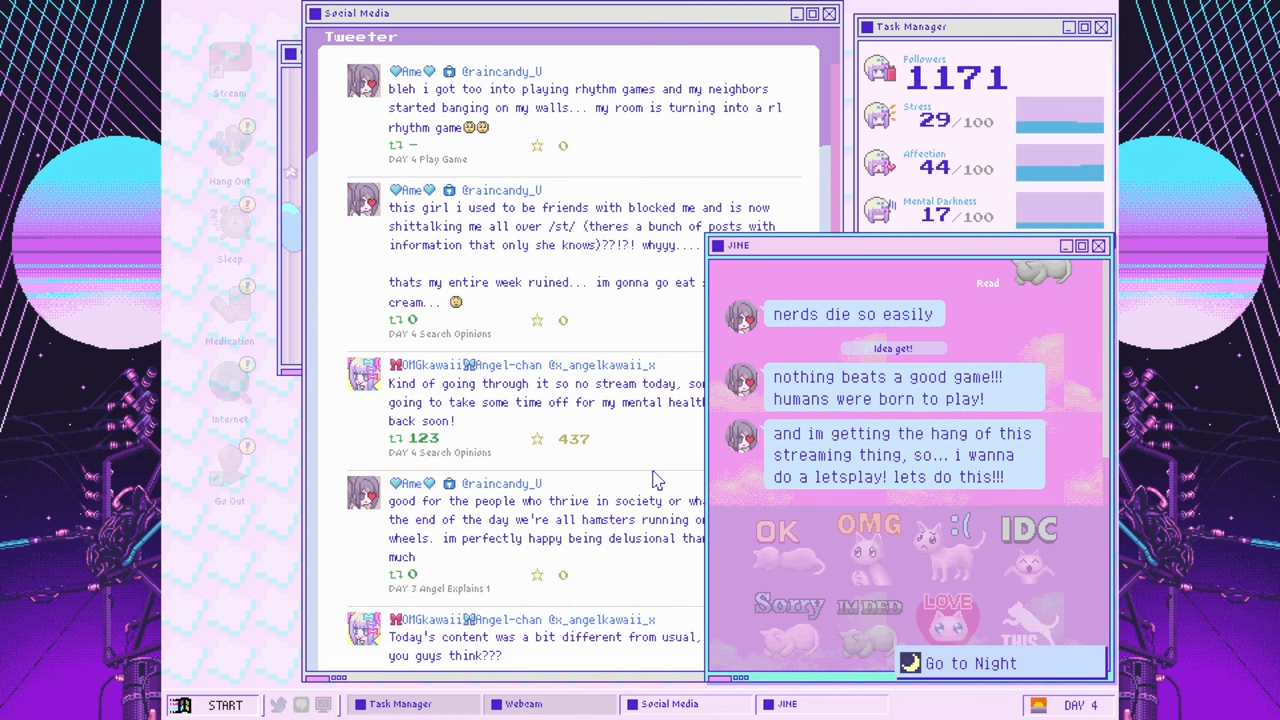 Social Media
Tweeter
Ame @raincandy_U
bleh i got too into playing rhythm games and my neighbors
started banging on my walls... my room is turning into a rl
rhythm game
-
0
DAY 4 Play Game
Ame @raincandy_U
this girl i used to be friends with blocked me and is now
shittalking me all over /st/ (theres a bunch of posts with
information that only she knows)??!?! whyyy....
thats my entire week ruined... im gonna go eat
cream...
0
0
DAY 4 Search Opinions
OMGkawaii Angel-chan @x_angelkawaii_x
Kind of going through it so no stream today,
going to take some time off for my mental
back soon!
123
437
DAY 4 Search Opinions
Ame @raincandy_U
good for the people who thrive in society or
the end of the day we're all hamsters running
wheels. im perfectly happy being delusional
much
0
0
DAY 3 Angel Explains 1
OMGkawaii Angel-chan @x_angelkawaii_x
Today's content was a bit different from usual,
you guys think???
Task Manager
Followers
1171
Stress
29/100
Affection
44/100
Mental Darkness
17/100
JINE
Read
nerds die so easily
Idea get!
nothing beats a good game!!!
humans were born to play!
and im getting the hang of this
streaming thing, so... i wanna
do a letsplay! lets do this!!!
OK
OMG
:(
IDC
Sorry
IM DED
LOVE
THIS
Go to Night
Stream
Hang Out
Sleep
Medication
Internet
Go Out
START
Task Manager
Webcam
Social Media
JINE
DAY 4